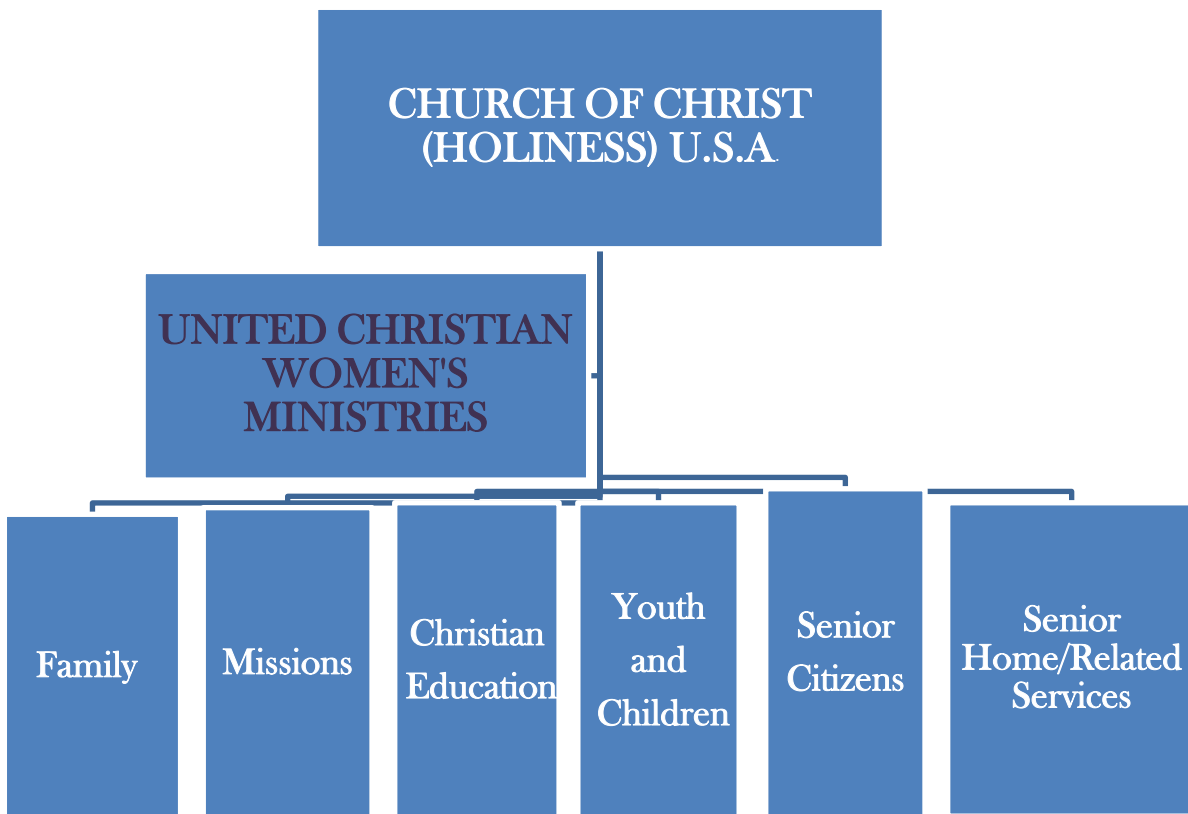 CHURCH OF CHRIST
(HOLINESS) U.S.A.
UNITED CHRISTIAN
WOMEN'S
MINISTRIES
Family
Missions
Christian
Education
Youth
and
Children
Senior
Citizens
Senior
Home/Related
Services